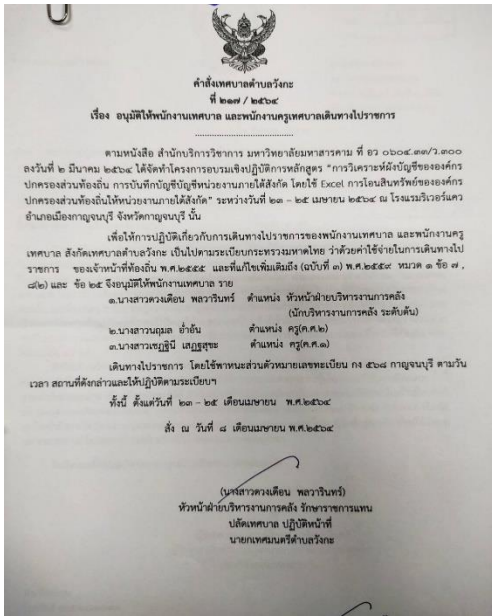 คำสั่งเทศบาลตำบลวังกะ
ที่ ๒๑๗ / ๒๕๖๔
เรื่อง อนุมัติให้พนักงานเทศบาล และพนักงานครูเทศบาลเดินทางไปราชการ
ตามหนังสือ สำนักบริการวิชาการ มหาวิทยาลัยมหาสารคาม ที่ อว ๐๖๐๔.๓๓/ว.๓๐๐
ลงวันที่ ๒ มีนาคม ๒๕๖๔ ได้จัดทำโครงการอบรมเชิงปฏิบัติการหลักสูตร "การวิเคราะห์ผังบัญชีขององค์กร
ปกครองส่วนท้องถิ่น การบันทึกบัญชีบัญชีหน่วยงานภายใต้สังกัด โดยใช้ Excel การโอนสินทรัพย์ขององค์กร
ปกครองส่วนท้องถิ่นให้หน่วยงานภายใต้สังกัด" ระหว่างวันที่ ๒๓ – ๒๕ เมษายน ๒๕๖๔ ณ โรงแรมริเวอร์แคว
อำเภอเมืองกาญจนบุรี จังหวัดกาญจนบุรี นั้น
เพื่อให้การปฏิบัติเกี่ยวกับการเดินทางไปราชการของพนักงานเทศบาล และพนักงานครู
เทศบาล สังกัดเทศบาลตำบลวังกะ เป็นไปตามระเบียบกระทรวงมหาดไทย ว่าด้วยค่าใช้จ่ายในการเดินทางไป
ราชการ ของเจ้าหน้าที่ท้องถิ่น พ.ศ.๒๕๕๕ และที่แก้ไขเพิ่มเติมถึง (ฉบับที่ ๓) พ.ศ.๒๕๕๙ หมวด ๑ ข้อ ๗ ,
๘(๒) และ ข้อ ๒๕ จึงอนุมัติให้พนักงานเทศบาล ราย
๑.นางสาวดวงเดือน พลวารินทร์ ตำแหน่ง หัวหน้าฝ่ายบริหารงานการคลัง
(นักบริหารงานการคลัง ระดับต้น)
๒.นางสาวนฤมล อ่ำอ้น ตำแหน่ง ครู(ค.ศ.๒)
๓.นางสาวเชฏฐินี เสฏฐสุขะ ตำแหน่ง ครู(ค.ศ.๑)
เดินทางไปราชการ โดยใช้พาหนะส่วนตัวหมายเลขทะเบียน กง ๕๖๘ กาญจนบุรี ตามวัน
เวลา สถานที่ดังกล่าวและให้ปฏิบัติตามระเบียบฯ
ทั้งนี้ ตั้งแต่วันที่ ๒๓ – ๒๕ เดือนเมษายน พ.ศ.๒๕๖๔
สั่ง ณ วันที่ ๘ เดือนเมษายน พ.ศ.๒๕๖๔
(นางสาวดวงเดือน พลวารินทร์)
หัวหน้าฝ่ายบริหารงานการคลัง รักษาราชการแทน
ปลัดเทศบาล ปฏิบัติหน้าที่
นายกเทศมนตรีตำบลวังกะ